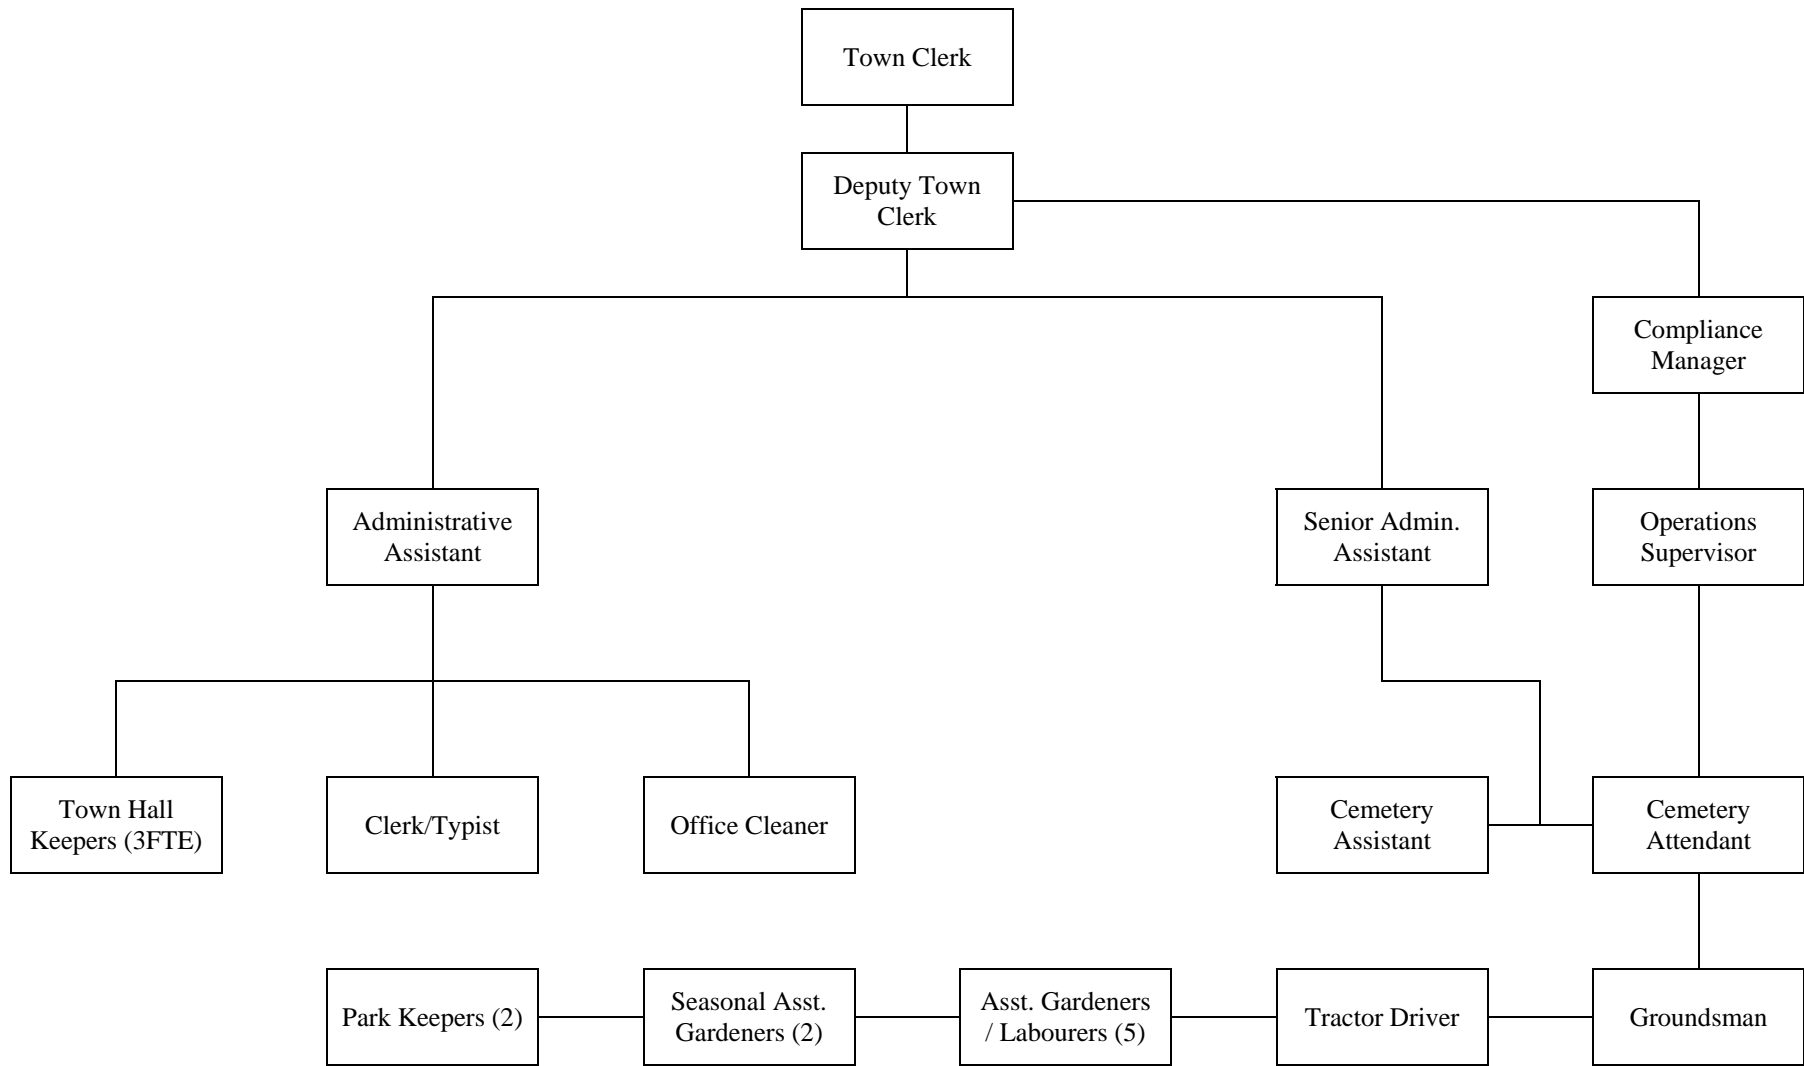 Town Clerk
Deputy Town
Clerk
Compliance
Manager
Administrative
Assistant
Senior Admin.
Assistant
Operations
Supervisor
Town Hall
Keepers (3FTE)
Clerk/Typist
Office Cleaner
Cemetery
Assistant
Cemetery
Attendant
Park Keepers (2)
Seasonal Asst.
Gardeners (2)
Asst. Gardeners
/ Labourers (5)
Tractor Driver
Groundsman